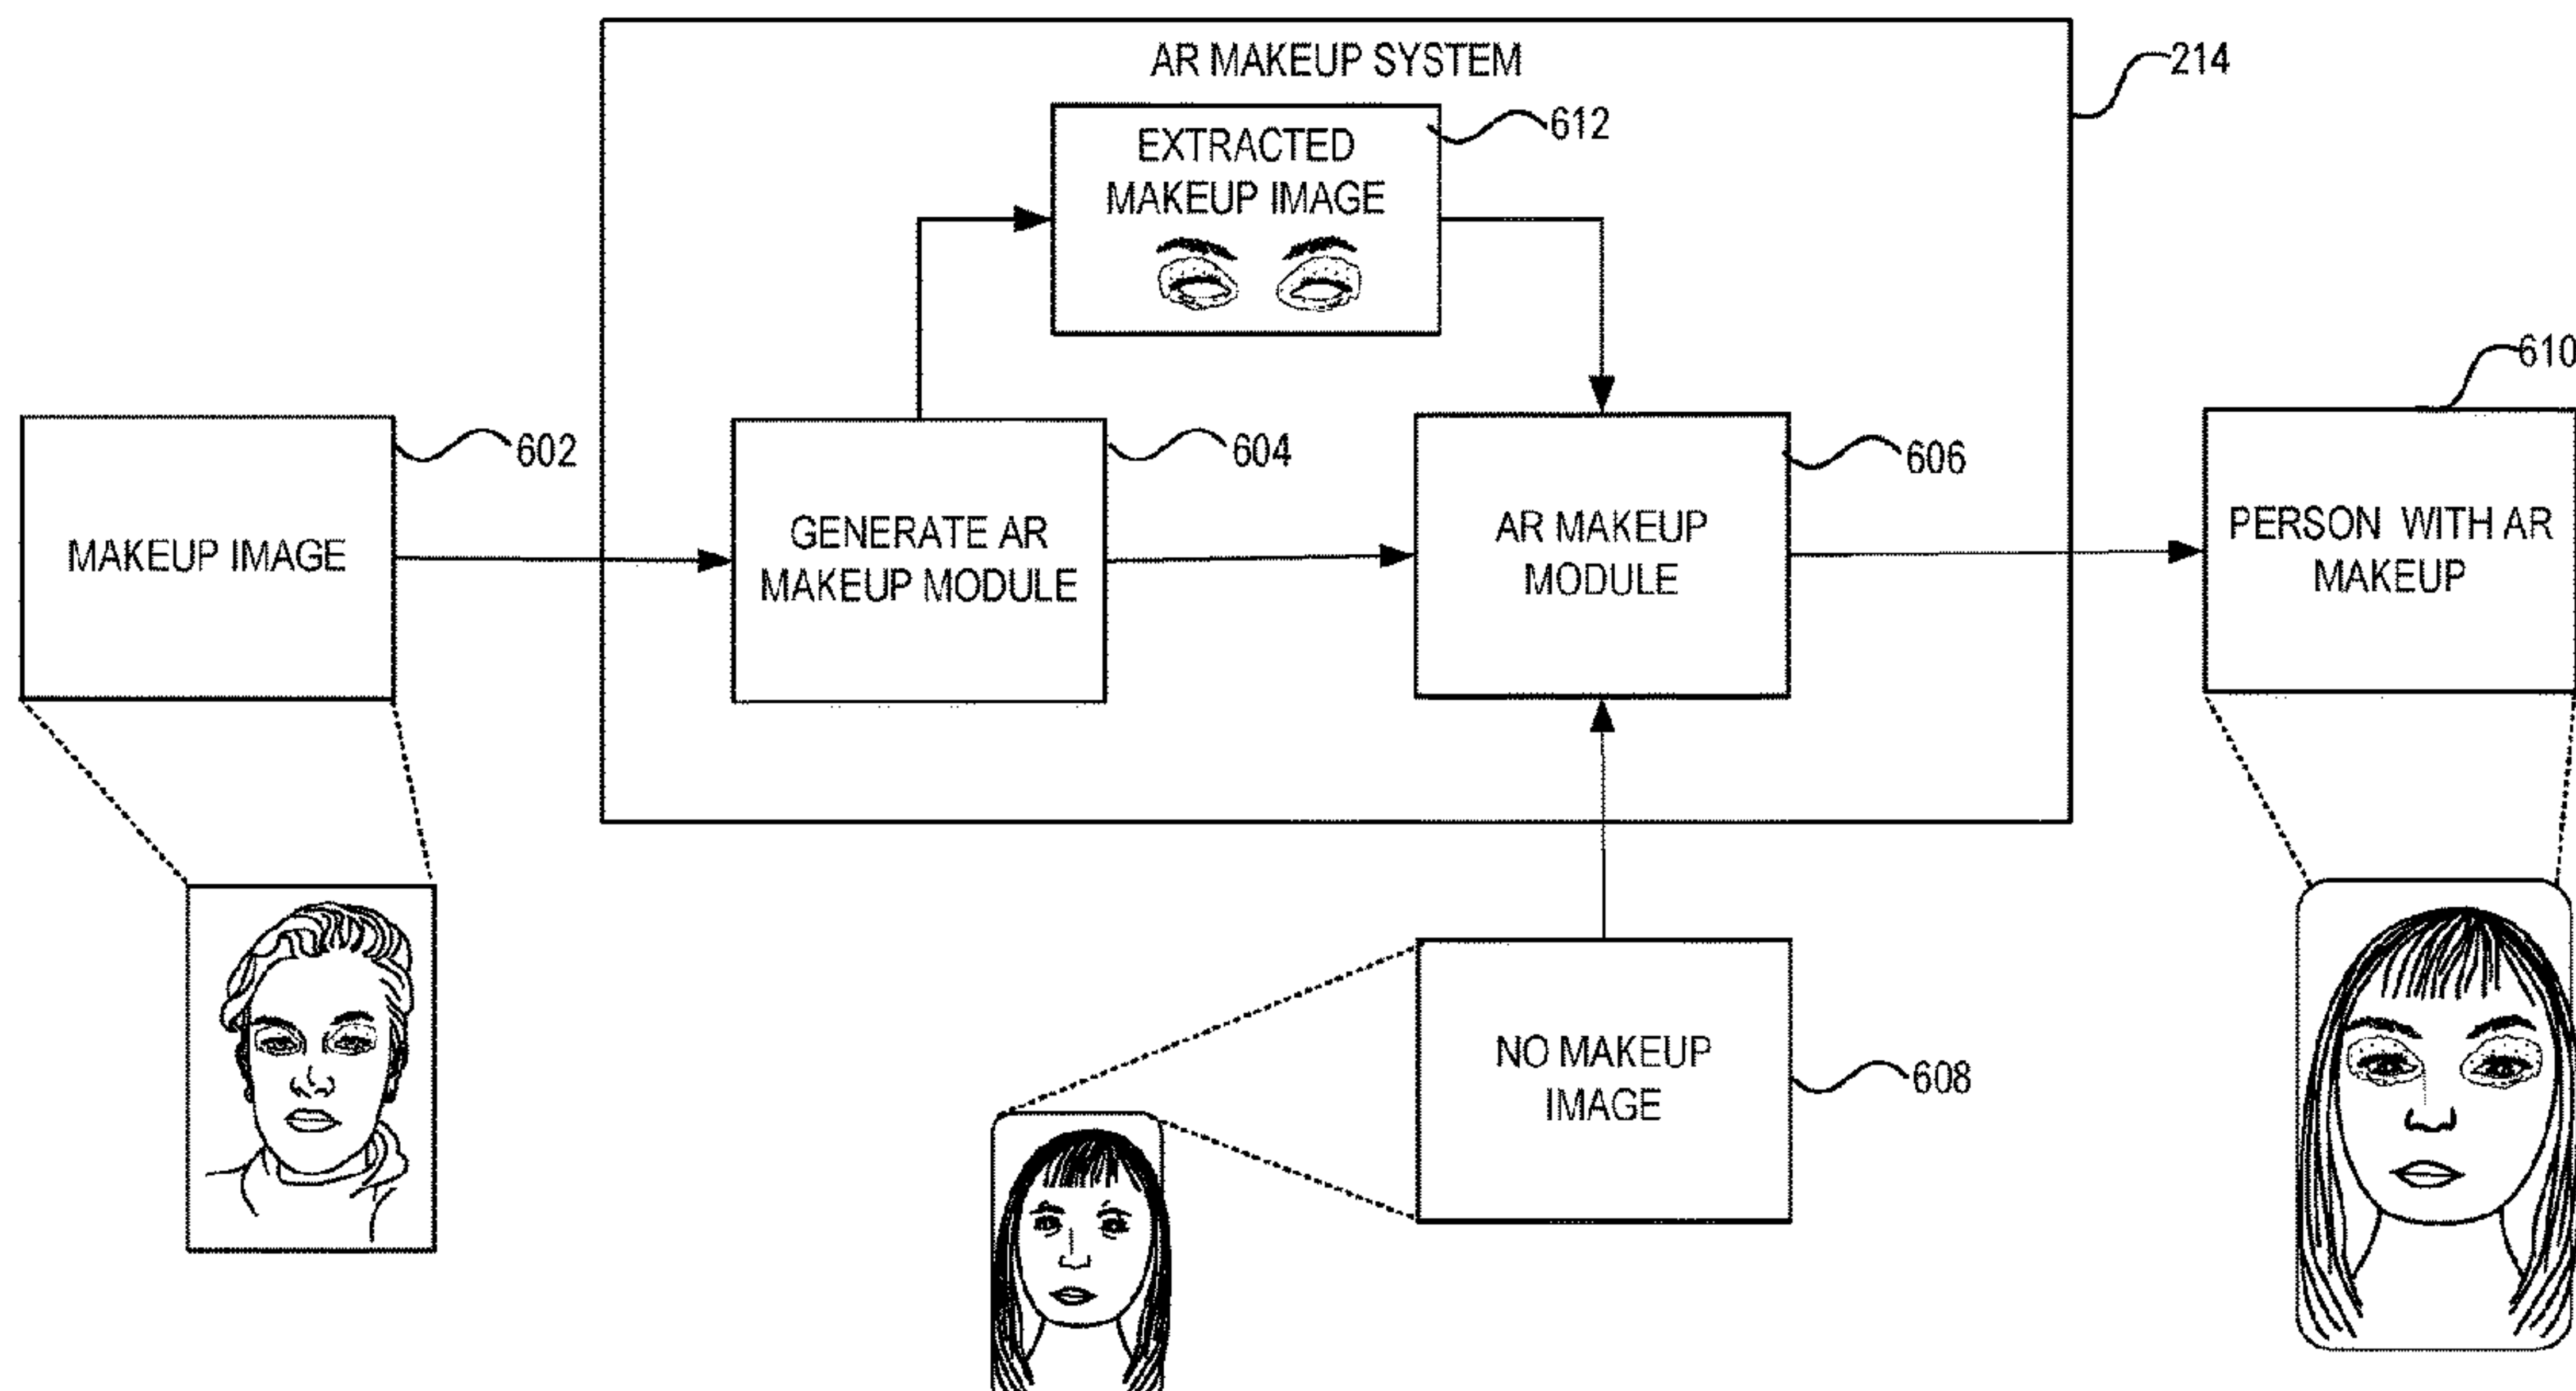 AR MAKEUP SYSTEM
214
EXTRACTED
MAKEUP IMAGE
612
610
MAKEUP IMAGE
602
GENERATE AR
MAKEUP MODULE
604
AR MAKEUP
MODULE
606
PERSON WITH AR
MAKEUP
NO MAKEUP
IMAGE
608